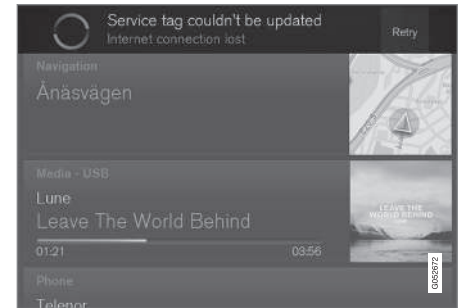 Service tag couldn't be updated
Internet connection lost
Retry
Navigation
Ånäsvägen
Media - USB
Lune
Leave The World Behind
01:21
03:56
LEAVE THE
WORLD BEHIND
Phone
Telenor
G052672